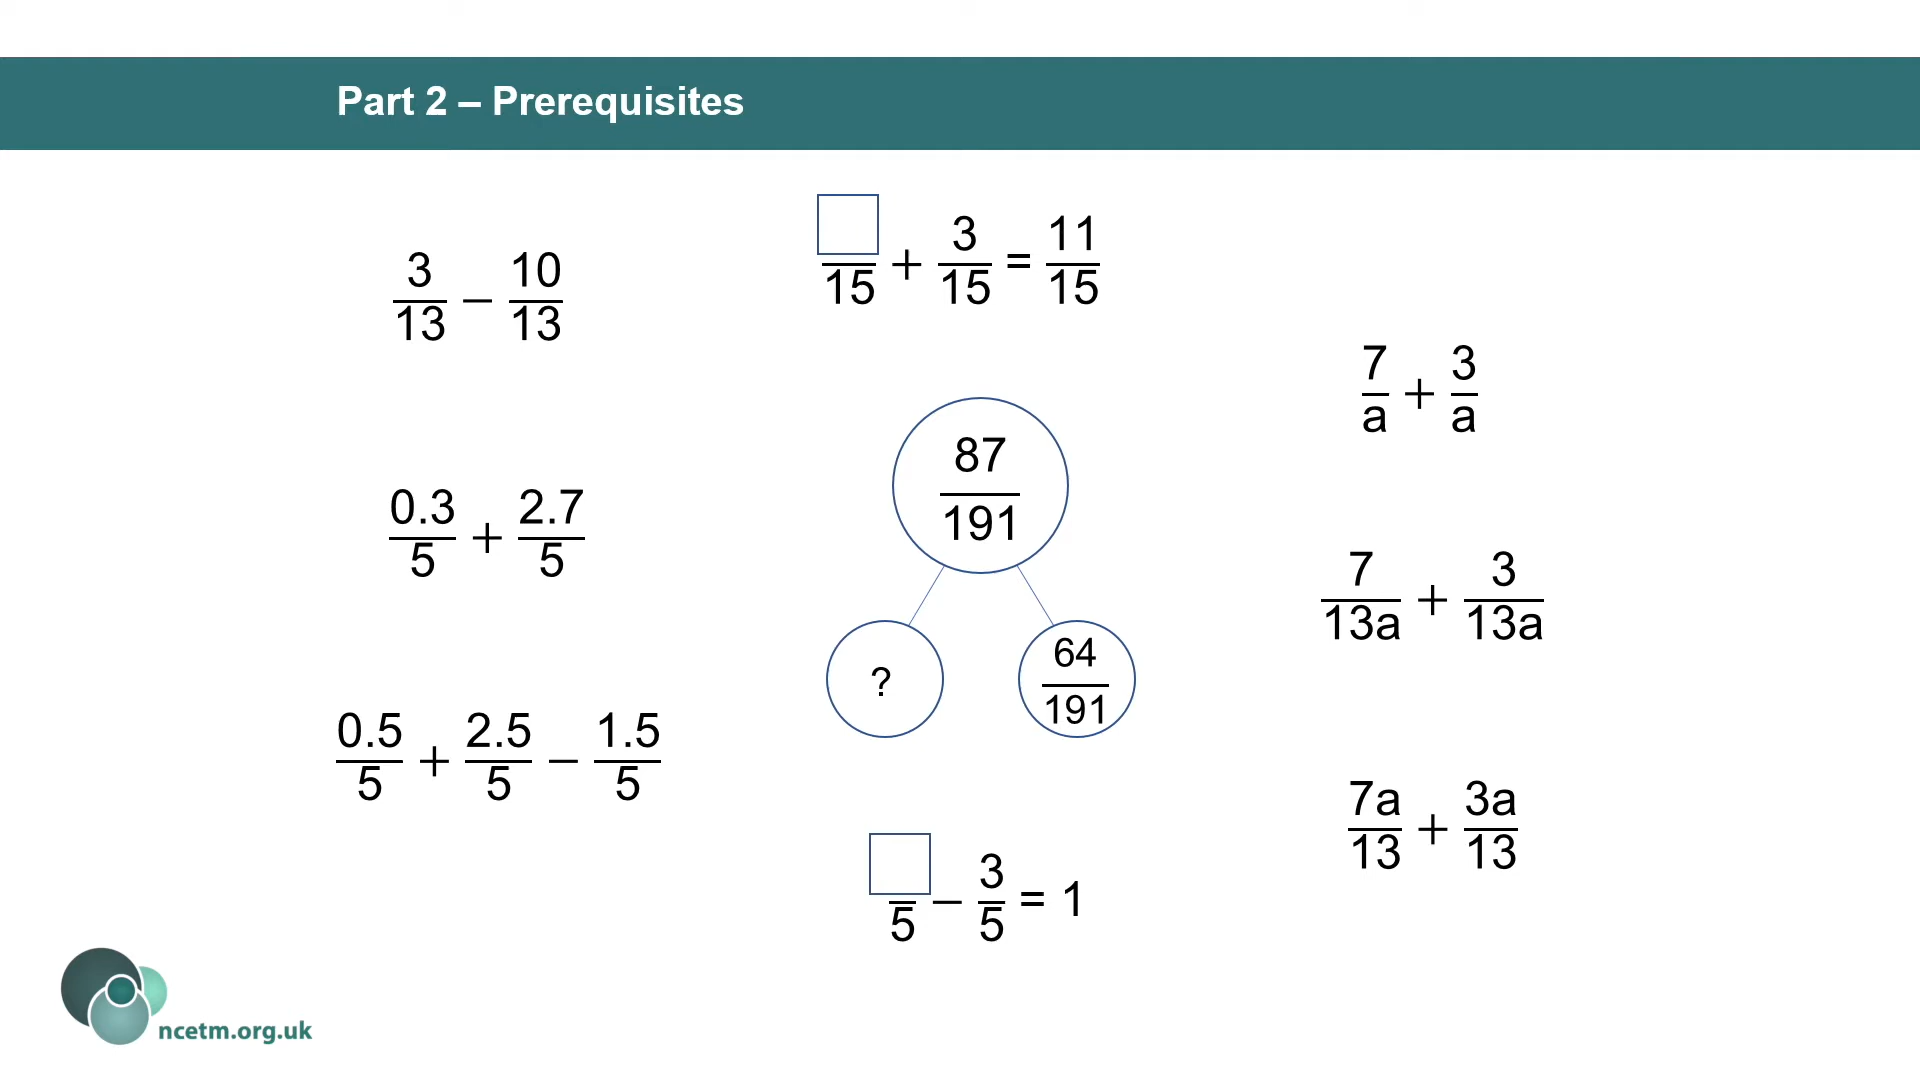 Part 2 – Prerequisites
3/13 − 10/13
0.3/5 + 2.7/5
0.5/5 + 2.5/5 − 1.5/5
□/15 + 3/15 = 11/15
87/191
?
64/191
□/5 − 3/5 = 1
7/a + 3/a
7/13a + 3/13a
7a/13 + 3a/13
ncetm.org.uk